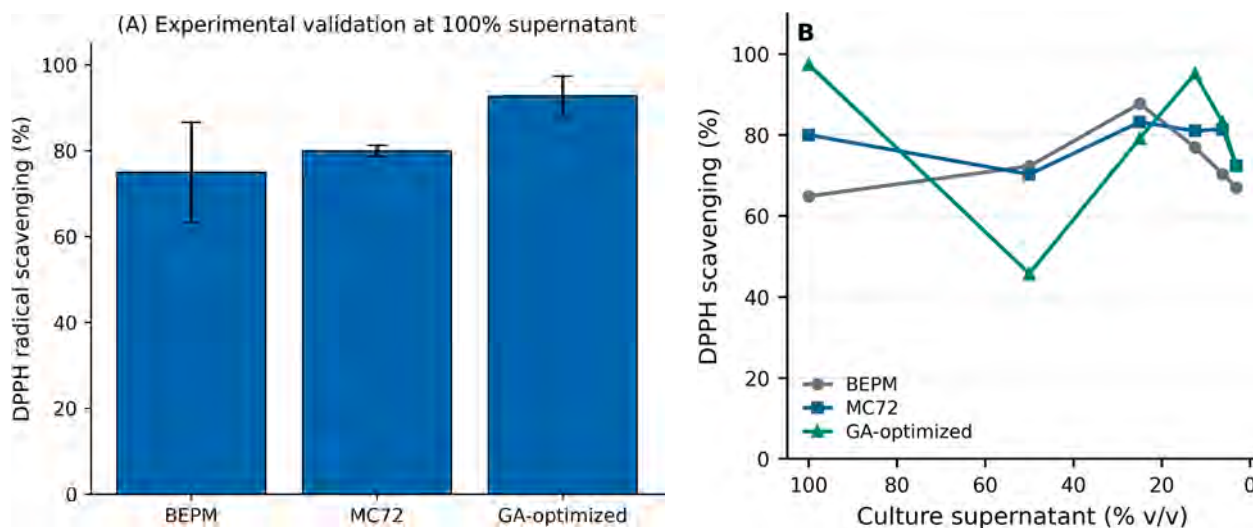 (A) Experimental validation at 100% supernatant
DPPH radical scavenging (%)
100
80
60
40
20
0
BEPM
MC72
GA-optimized
B
DPPH scavenging (%)
100
80
60
40
20
0
BEPM
MC72
GA-optimized
100
80
60
40
20
0
Culture supernatant (% v/v)